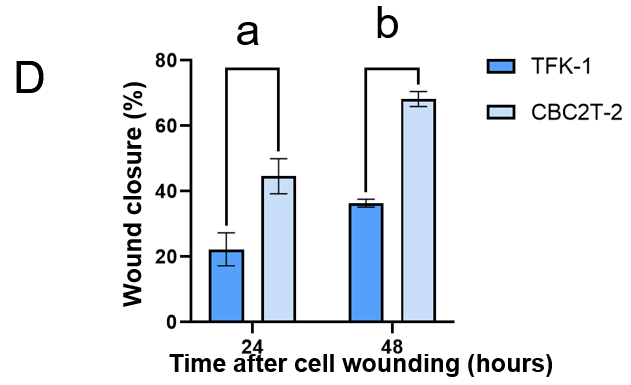 D
a
b
TFK-1
CBC2T-2
Wound closure (%)
80
60
40
20
0
24
48
Time after cell wounding (hours)